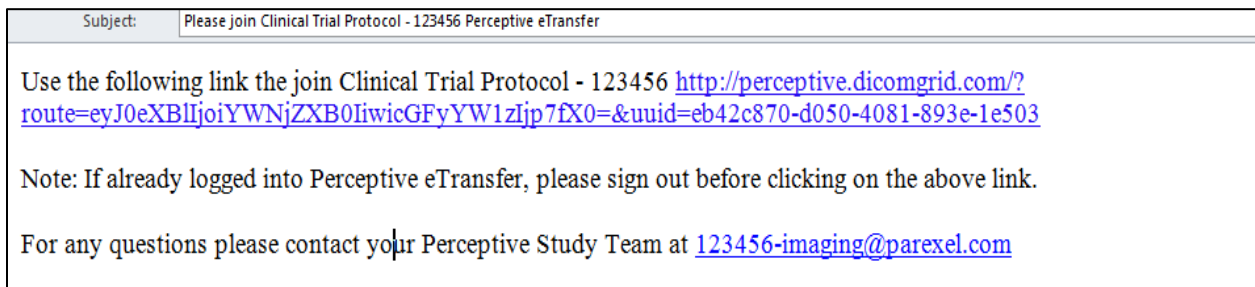 Subject: Please join Clinical Trial Protocol - 123456 Perceptive eTransfer
Use the following link the join Clinical Trial Protocol - 123456 http://perceptive.dicomgrid.com/?
route=eyJ0eXBlIjoiYWNjZXB0IiwicGFyYW1zIjp7fX0=&uuid=eb42c870-d050-4081-893e-1e503
Note: If already logged into Perceptive eTransfer, please sign out before clicking on the above link.
For any questions please contact your Perceptive Study Team at 123456-imaging@parexel.com